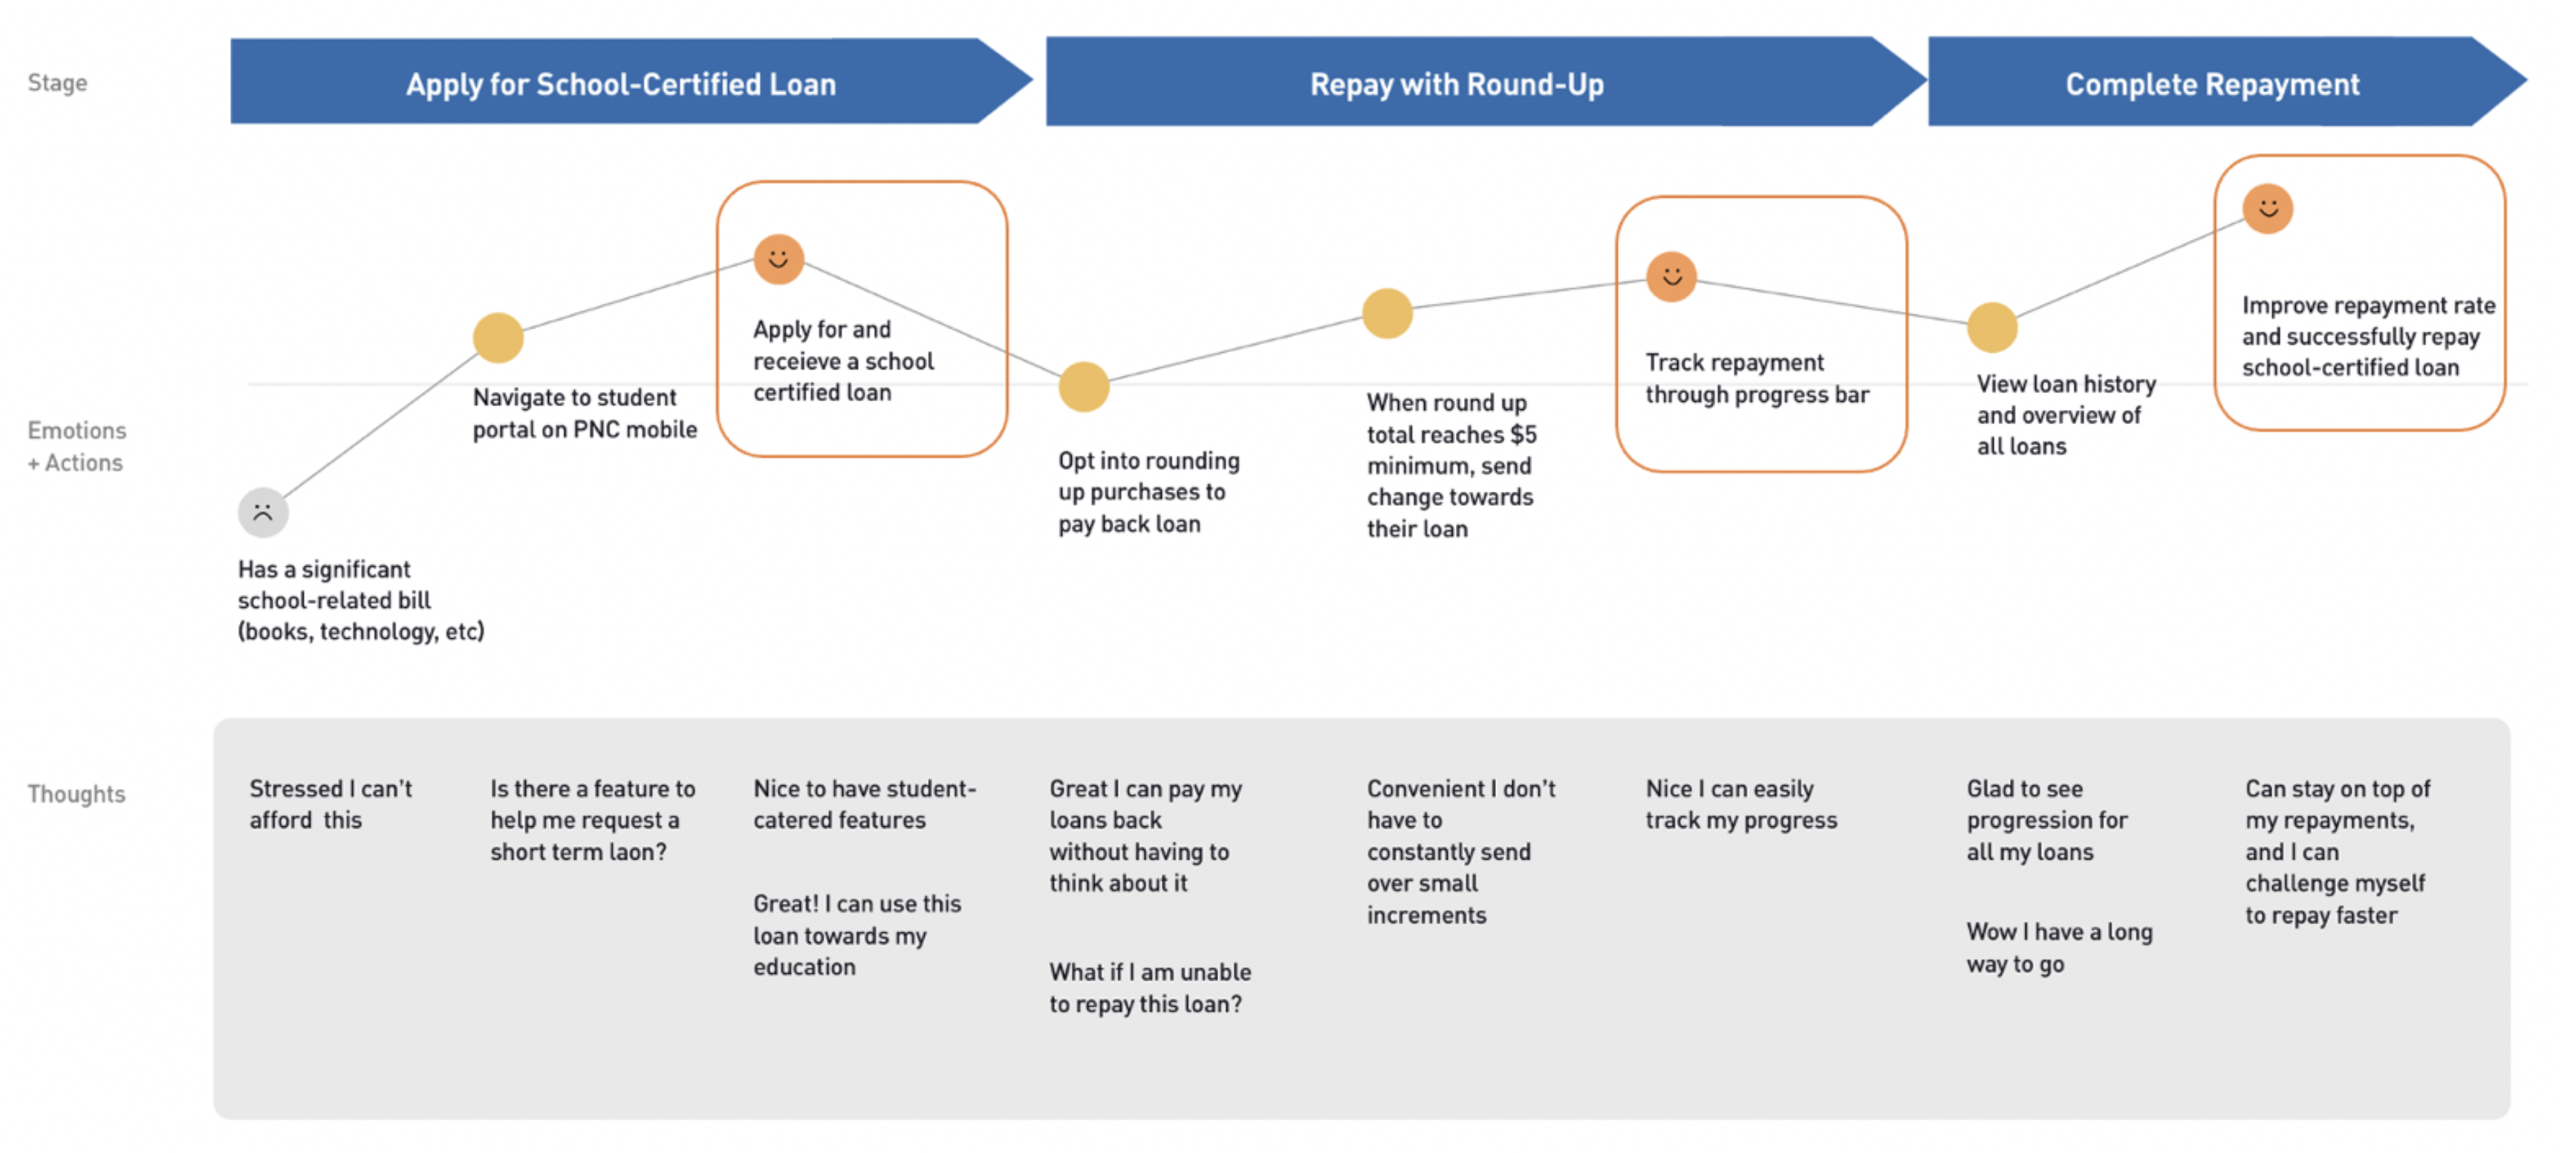 Stage
Apply for School-Certified Loan
Repay with Round-Up
Complete Repayment
Emotions
+ Actions
Has a significant
school-related bill
(books, technology, etc)
Navigate to student
portal on PNC mobile
Apply for and
receieve a school
certified loan
Opt into rounding
up purchases to
pay back loan
When round up
total reaches $5
minimum, send
change towards
their loan
Track repayment
through progress bar
View loan history
and overview of
all loans
Improve repayment rate
and successfully repay
school-certified loan
Thoughts
Stressed I can't
afford this
Is there a feature to
help me request a
short term laon?
Nice to have student-
catered features
Great! I can use this
loan towards my
education
Great I can pay my
loans back
without having to
think about it
What if I am unable
to repay this loan?
Convenient I don't
have to
constantly send
over small
increments
Nice I can easily
track my progress
Glad to see
progression for
all my loans
Wow I have a long
way to go
Can stay on top of
my repayments,
and I can
challenge myself
to repay faster